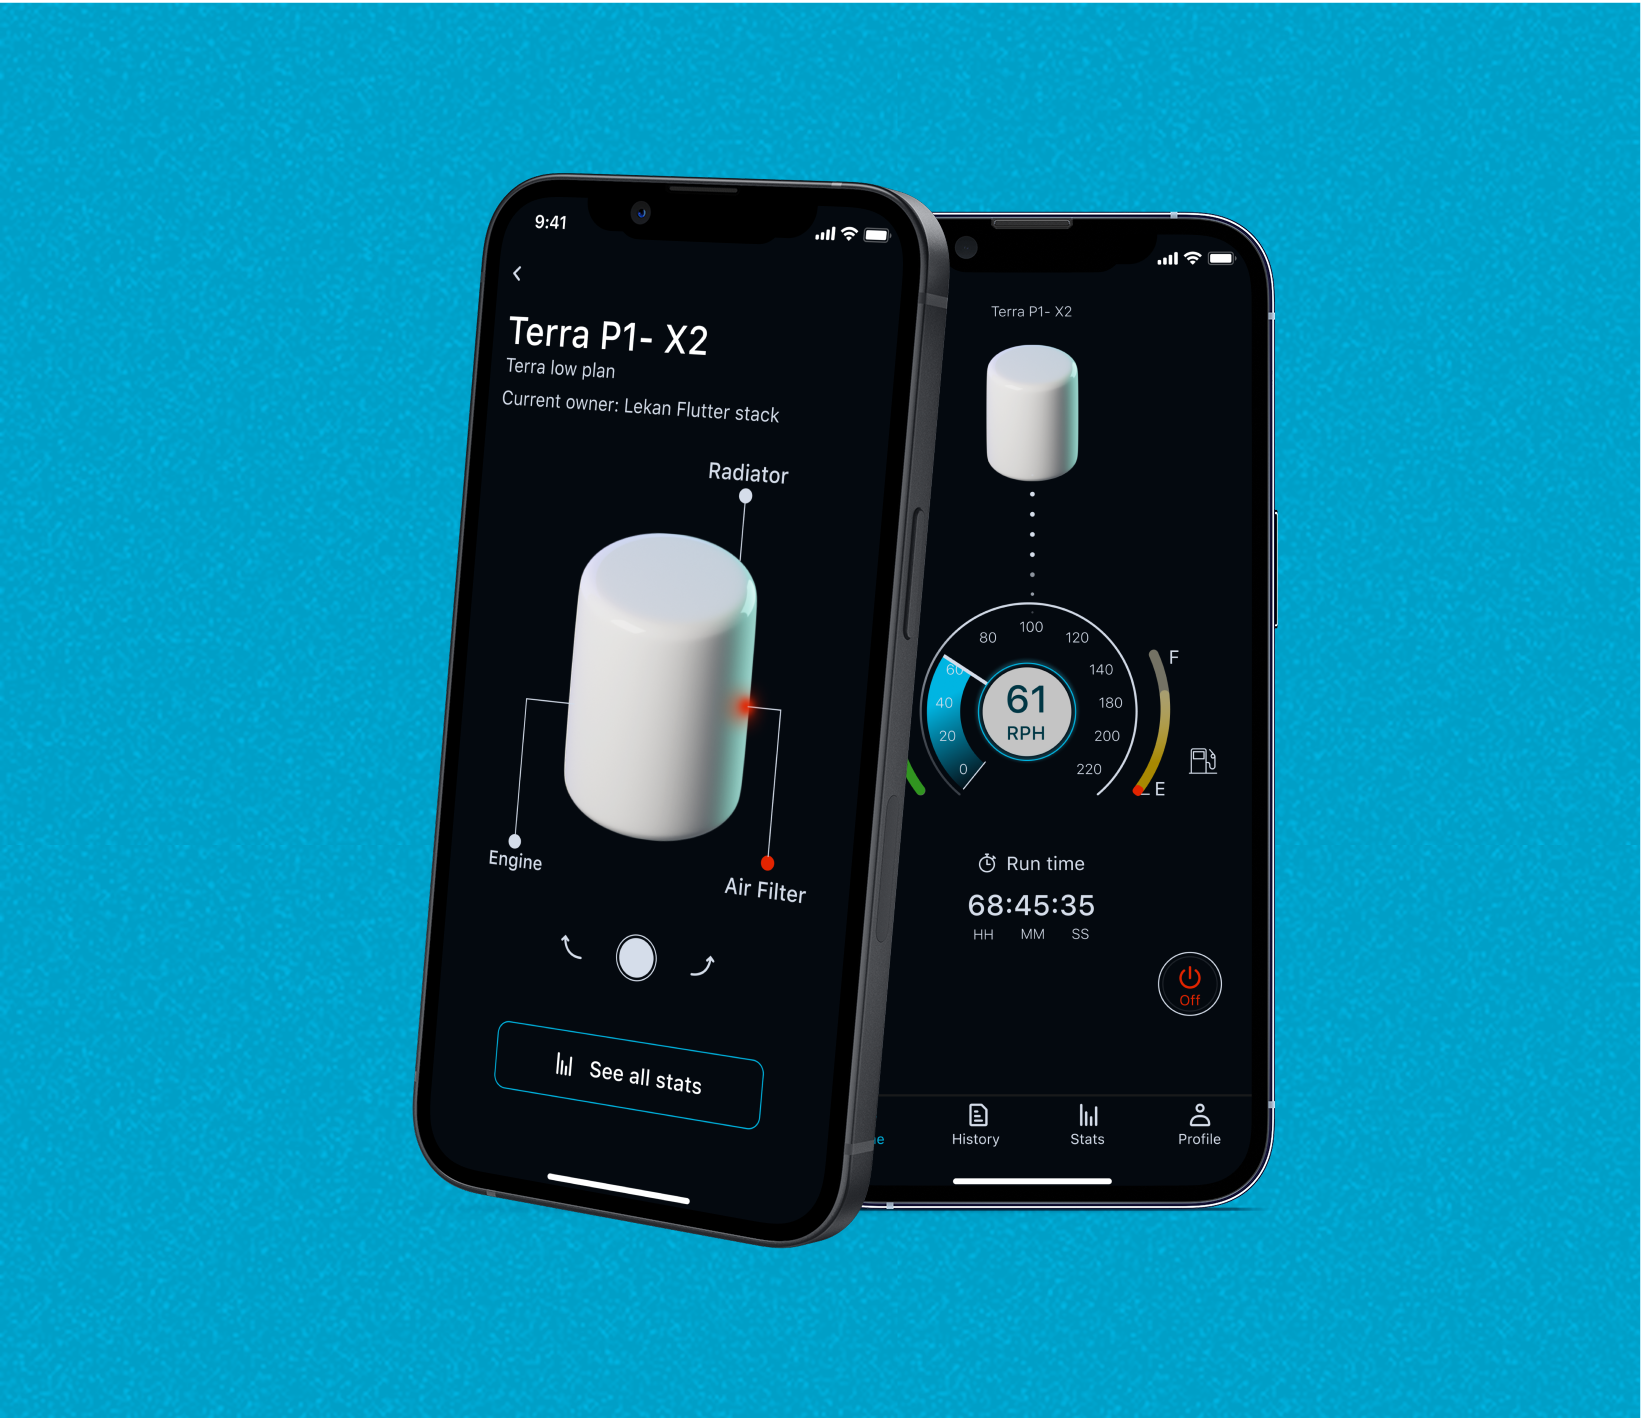 9:41
Terra P1- X2
Terra low plan
Current owner: Lekan Flutter stack
Radiator
Engine
Air Filter
See all stats
Terra P1- X2
100
80
120
60
140
40
180
20
200
0
220
61
RPH
F
E
Run time
68:45:35
HH MM SS
Off
History
Stats
Profile